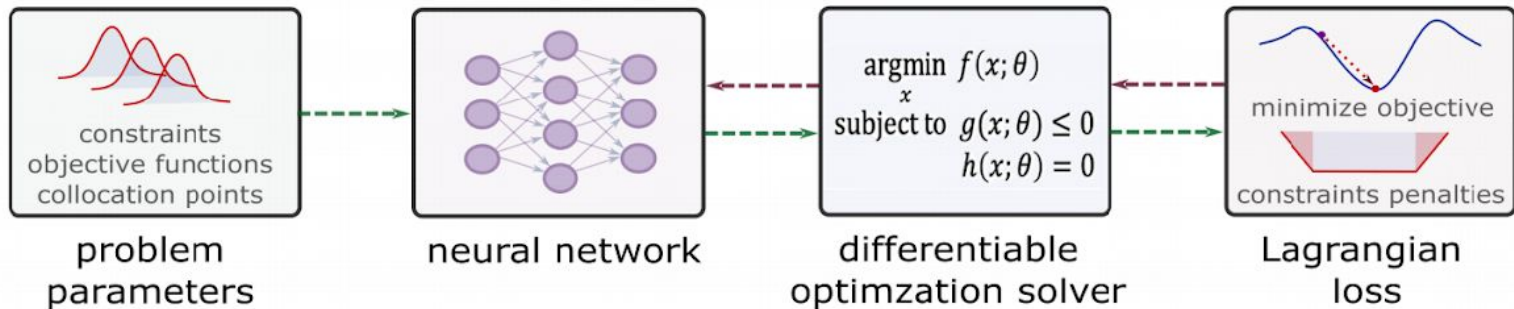 constraints
objective functions
collocation points
problem
parameters
neural network
argmin f(x;θ)
x
subject to g(x;θ) ≤ 0
h(x;θ) = 0
differentiable
optimzation solver
minimize objective
constraints penalties
Lagrangian
loss